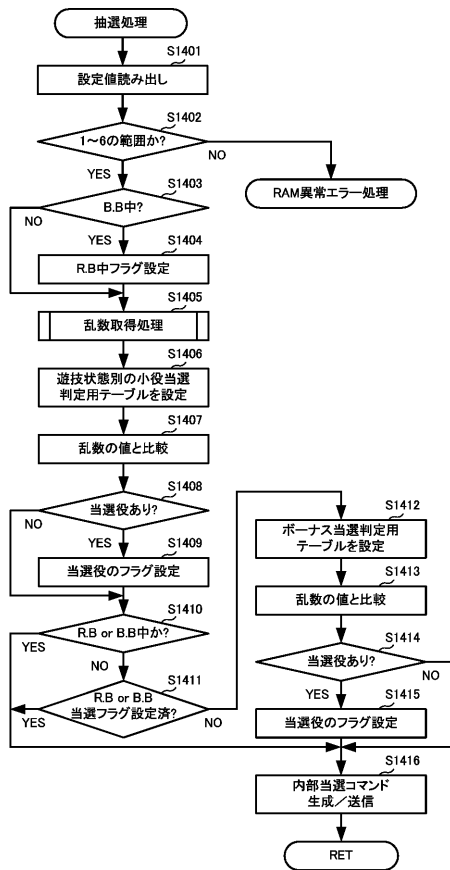 抽選処理
S1401
設定値読み出し
S1402
1～6の範囲か?
NO
YES
RAM異常エラー処理
S1403
B.B中?
NO
YES
S1404
R.B中フラグ設定
S1405
乱数取得処理
S1406
遊技状態別の小役当選
判定用テーブルを設定
S1407
乱数の値と比較
S1408
当選役あり?
NO
YES
S1409
当選役のフラグ設定
S1410
R.B or B.B中か?
YES
NO
S1411
R.B or B.B
当選フラグ設定済?
YES
NO
S1412
ボーナス当選判定用
テーブルを設定
S1413
乱数の値と比較
S1414
当選役あり?
YES
NO
S1415
当選役のフラグ設定
S1416
内部当選コマンド
生成／送信
RET